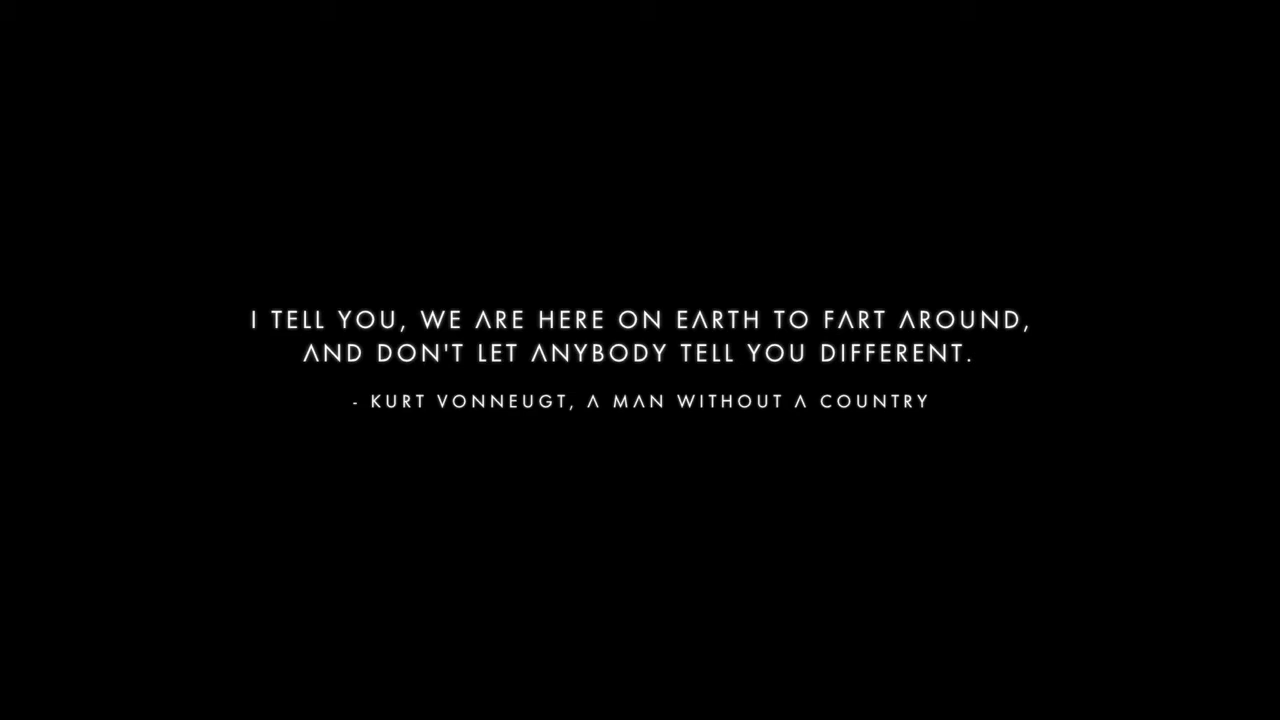 I TELL YOU, WE ARE HERE ON EARTH TO FART AROUND,
AND DON'T LET ANYBODY TELL YOU DIFFERENT.
- KURT VONNEUGT, A MAN WITHOUT A COUNTRY